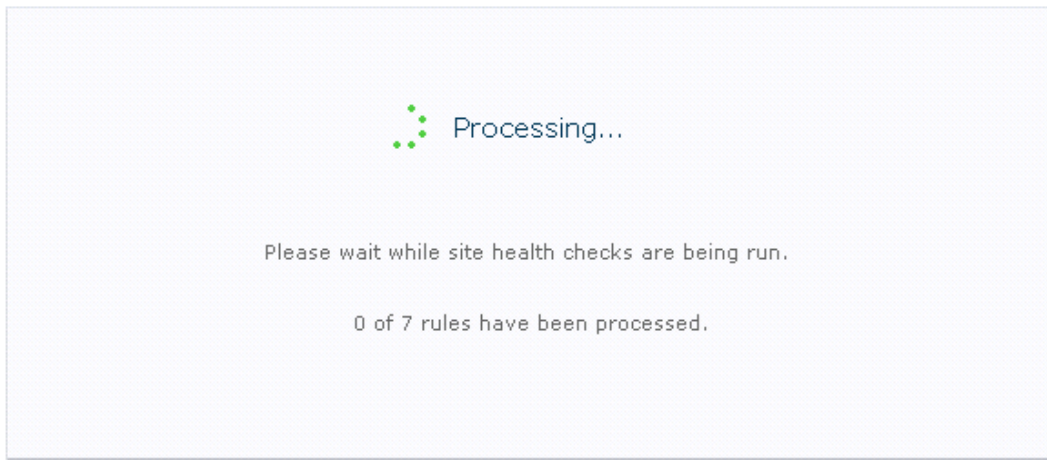 Processing...
Please wait while site health checks are being run.
0 of 7 rules have been processed.